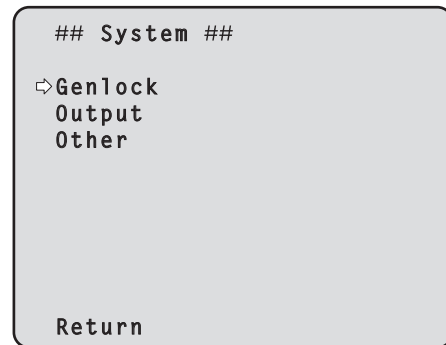 ## System ##
⇨Genlock
Output
Other
Return